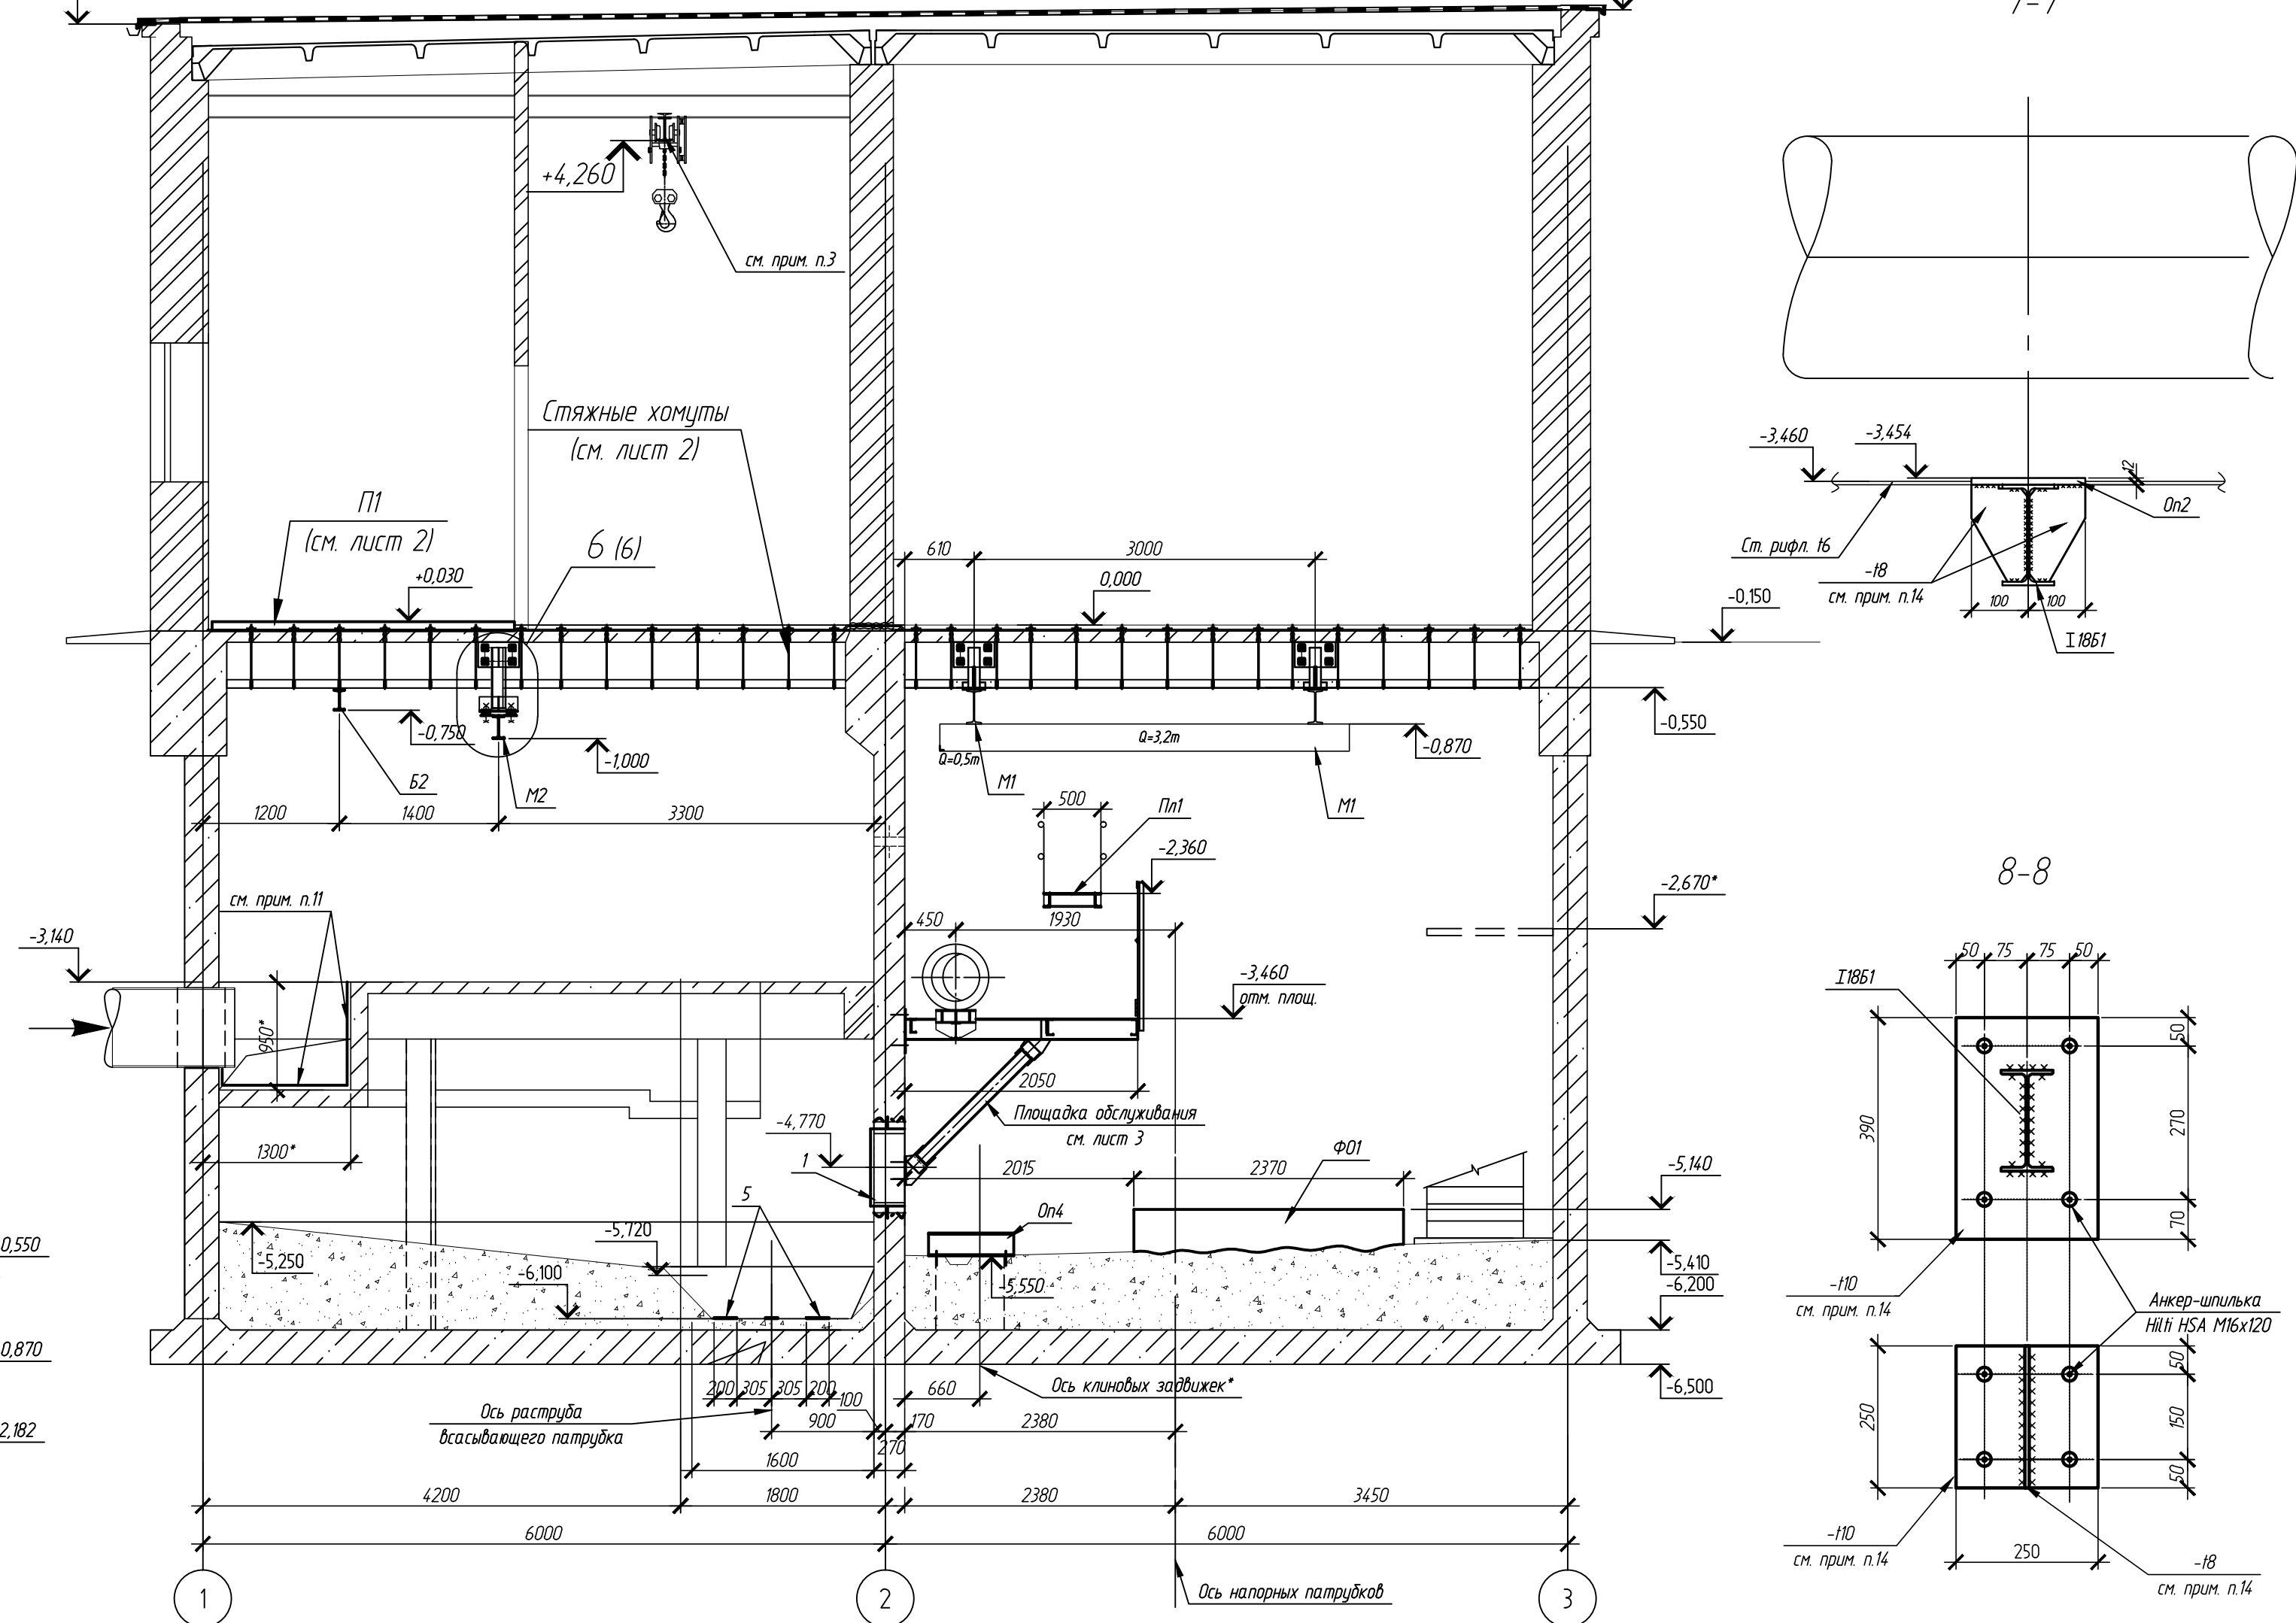 7-7
+4,260
см. прим. п.3
Стяжные хомуты
(см. лист 2)
П1
(см. лист 2)
6 (6)
+0,030
610
3000
0,000
-0,150
-3,460
-3,454
12
Оп2
Ст. рифл. t6
-t8
см. прим. п.14
100
100
I18Б1
-0,750
-1,000
Б2
М2
Q=0,5т
Q=3,2т
М1
М1
-0,870
-0,550
1200
1400
3300
500
Пл1
-2,360
-2,670*
см. прим. п.11
-3,140
450
1930
-3,460
отм. площ.
950*
2050
Площадка обслуживания
см. лист 3
-4,770
1
1300*
5
2015
2370
ФО1
-5,140
Оп4
-5,720
-6,100
-5,250
-5,550
-5,410
-6,200
-6,500
0,550
0,870
2,182
200
305
305
200
100
660
Ось клиновых задвижек*
Ось раструба
всасывающего патрубка
900
170
2380
270
1600
4200
1800
2380
3450
6000
6000
Ось напорных патрубков
1
2
3
8-8
50
75
75
50
I18Б1
390
50
270
70
-t10
см. прим. п.14
Анкер-шпилька
Hilti HSA M16x120
250
50
150
50
-t10
см. прим. п.14
250
-t8
см. прим. п.14